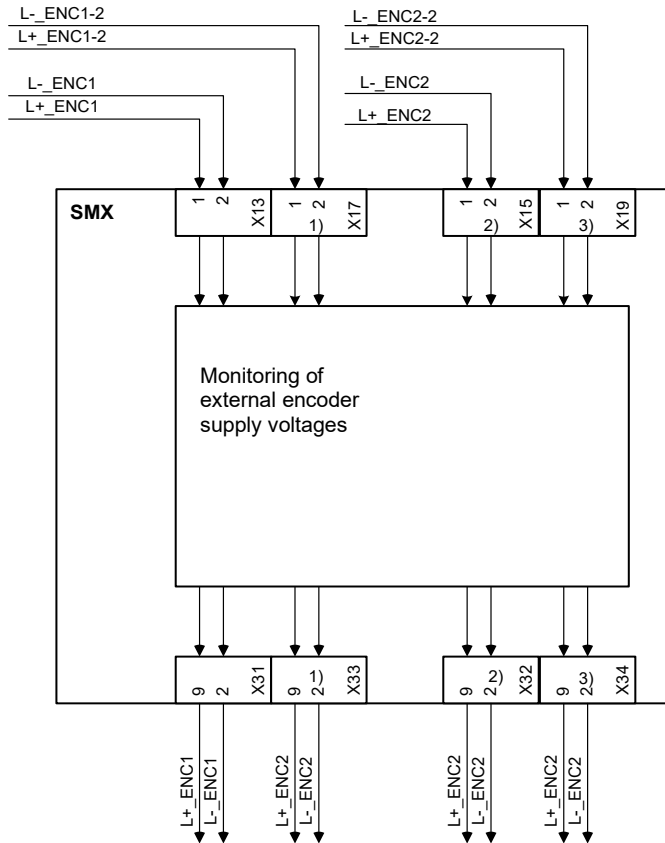 L-_ENC1-2
L+_ENC1-2
L-_ENC1
L+_ENC1
L-_ENC2-2
L+_ENC2-2
L-_ENC2
L+_ENC2
SMX
1 2 X13
1 2 1) X17
1 2 2) X15
1 2 3) X19
Monitoring of
external encoder
supply voltages
9 2 X31
9 2 1) X33
9 2 2) X32
9 2 3) X34
L+_ENC1
L-_ENC1
L+_ENC2
L-_ENC2
L+_ENC2
L-_ENC2
L+_ENC2
L-_ENC2